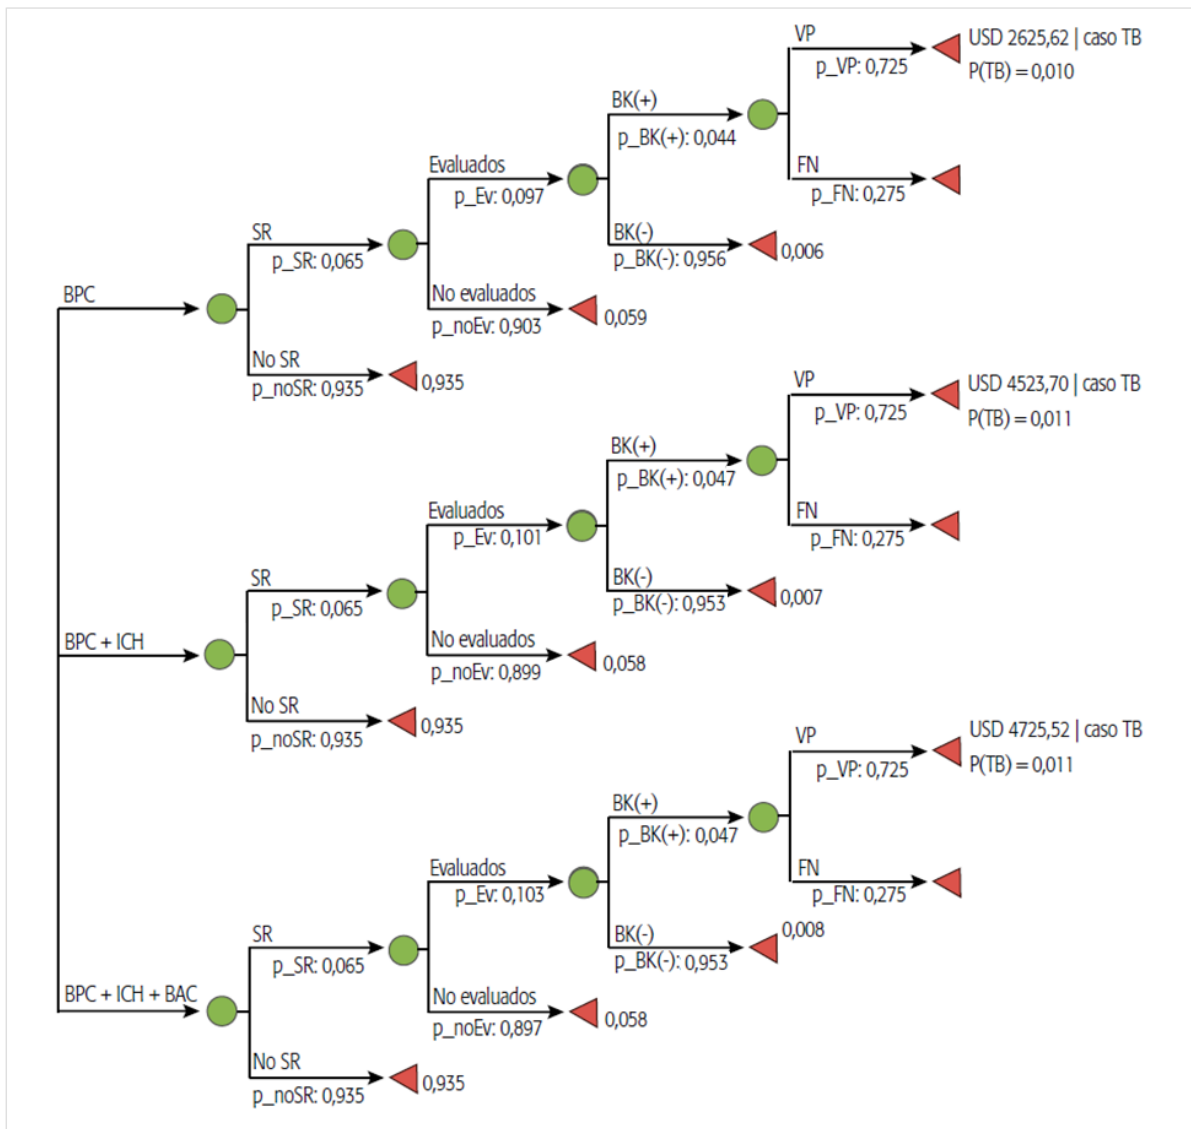 VP
USD 2625,62 | caso TB
p_VP: 0,725
P(TB) = 0,010
BK(+)
p_BK(+): 0,044
Evaluados
FN
p_Ev: 0,097
p_FN: 0,275
SR
BK(-)
p_SR: 0,065
p_BK(-): 0,956
0,006
BPC
No evaluados
p_noEv: 0,903
0,059
No SR
p_noSR: 0,935
0,935
VP
USD 4523,70 | caso TB
p_VP: 0,725
P(TB) = 0,011
BK(+)
p_BK(+): 0,047
Evaluados
FN
p_Ev: 0,101
p_FN: 0,275
SR
BK(-)
p_SR: 0,065
p_BK(-): 0,953
0,007
BPC + ICH
No evaluados
p_noEv: 0,899
0,058
No SR
p_noSR: 0,935
0,935
VP
USD 4725,52 | caso TB
p_VP: 0,725
P(TB) = 0,011
BK(+)
p_BK(+): 0,047
Evaluados
FN
p_Ev: 0,103
p_FN: 0,275
SR
BK(-)
0,008
p_SR: 0,065
p_BK(-): 0,953
BPC + ICH + BAC
No evaluados
p_noEv: 0,897
0,058
No SR
p_noSR: 0,935
0,935